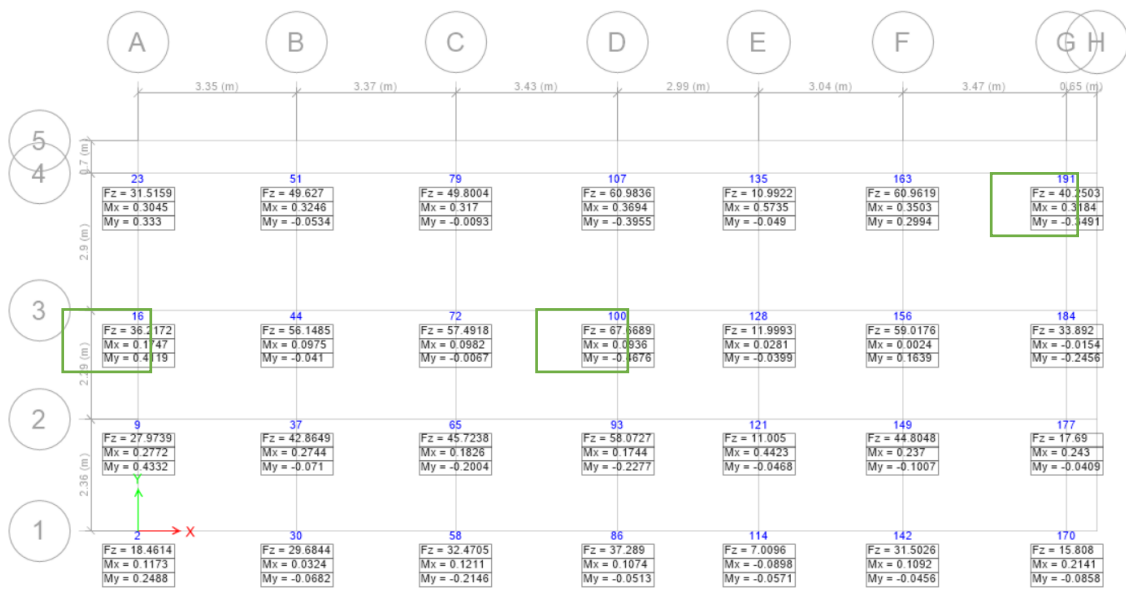 A
B
C
D
E
F
G
H
3.35 (m)
3.37 (m)
3.43 (m)
2.99 (m)
3.04 (m)
3.47 (m)
0.65 (m)
5
0.7 (m)
4
23
Fz = 31.5159
Mx = 0.3045
My = 0.333
51
Fz = 49.627
Mx = 0.3246
My = -0.0534
79
Fz = 49.8004
Mx = 0.317
My = -0.0093
107
Fz = 60.9836
Mx = 0.3694
My = -0.3955
135
Fz = 10.9922
Mx = 0.5735
My = -0.049
163
Fz = 60.9619
Mx = 0.3503
My = 0.2994
191
Fz = 40.2503
Mx = 0.3184
My =
2.9 (m)
3
16
Fz = 36.2172
Mx = 0.1747
My = 0.4119
44
Fz = 56.1485
Mx = 0.0975
My = -0.041
72
Fz = 57.4918
Mx = 0.0982
My = -0.0067
100
Fz = 67.6689
Mx = 0.0936
My = -0.4676
128
Fz = 11.9993
Mx = 0.0281
My = -0.0399
156
Fz = 59.0176
Mx = 0.0024
My = 0.1639
184
Fz = 33.892
Mx = -0.0154
My = -0.2456
(m)
2
9
Fz = 27.9739
Mx = 0.2772
My = 0.4332
37
Fz = 42.8649
Mx = 0.2744
My = -0.071
65
Fz = 45.7238
Mx = 0.1826
My = -0.2004
93
Fz = 58.0727
Mx = 0.1744
My = -0.2277
121
Fz = 11.005
Mx = 0.4423
My = -0.0468
149
Fz = 44.8048
Mx = 0.237
My = -0.1007
177
Fz = 17.69
Mx = 0.243
My = -0.0409
2.36 (m)
Y
X
1
2
Fz = 18.4614
Mx = 0.1173
My = 0.2488
30
Fz = 29.6844
Mx = 0.0324
My = -0.0682
58
Fz = 32.4705
Mx = 0.1211
My = -0.2146
86
Fz = 37.289
Mx = 0.1074
My = -0.0513
114
Fz = 7.0096
Mx = -0.0898
My = -0.0571
142
Fz = 31.5026
Mx = 0.1092
My = -0.0456
170
Fz = 15.808
Mx = 0.2141
My = -0.0858